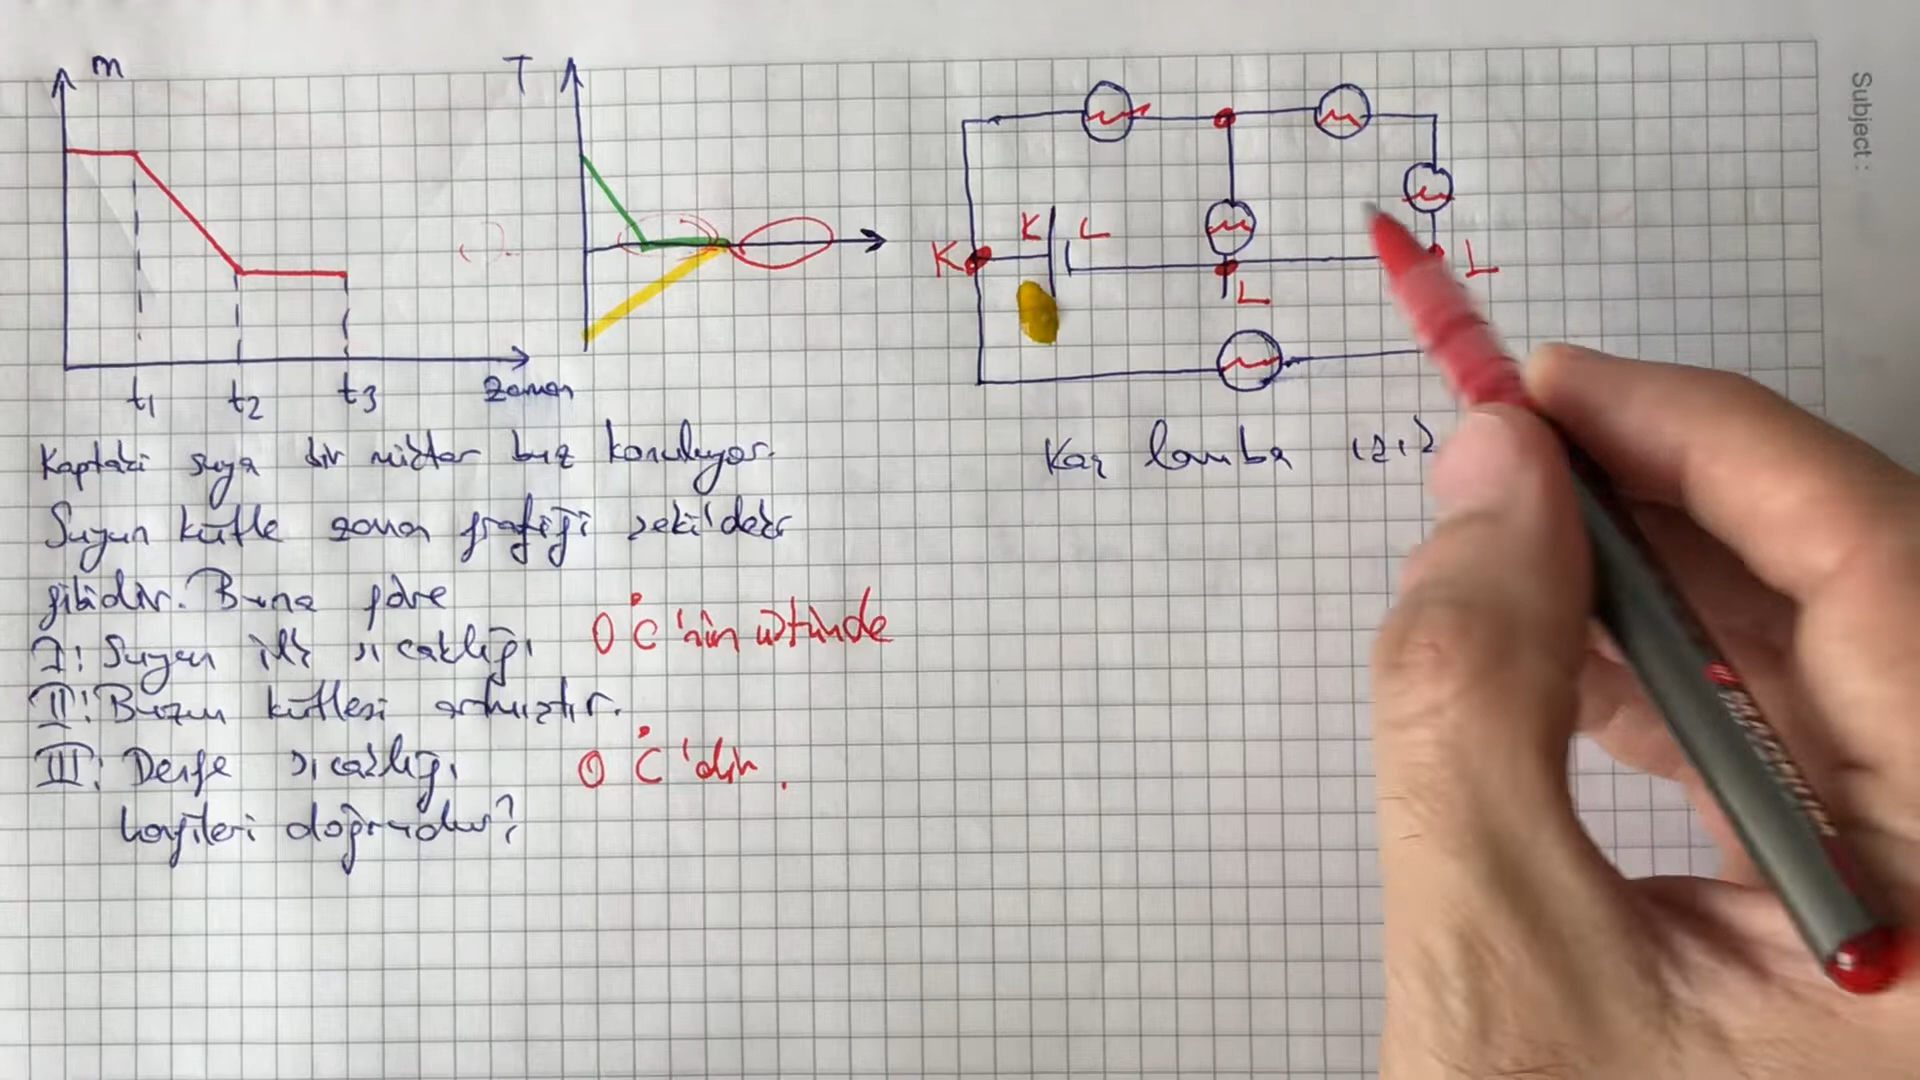 m
t1 t2 t3 zaman
T
K K L L
L
Kaç lamba
Kaptaki suya bir miktar buz konuluyor.
Suyun kütle zaman grafiği şekildeki
gibidir. Buna göre
I: Suyun ilk sıcaklığı 0°C'nin üstünde
II: Buzun kütlesi artmıştır.
III: Denge sıcaklığı 0°C'dir.
hangileri doğrudur?
Subject :